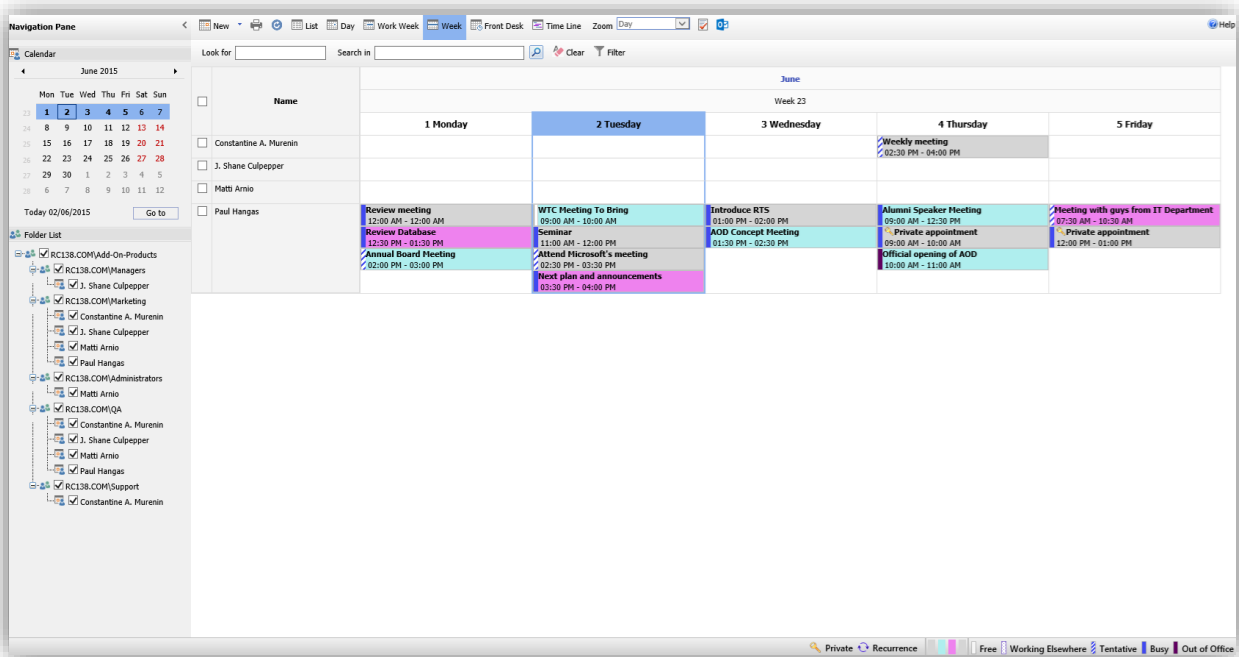 Navigation Pane
<
New
List
Day
Work Week
Week
Front Desk
Time Line
Zoom Day
Help
Calendar
June 2015
Mon Tue Wed Thu Fri Sat Sun
23 1 2 3 4 5 6 7
24 8 9 10 11 12 13 14
25 15 16 17 18 19 20 21
26 22 23 24 25 26 27 28
27 29 30 1 2 3 4 5
28 6 7 8 9 10 11 12
Today 02/06/2015 Go to
Folder List
RC138.COM\Add-On-Products
RC138.COM\Managers
J. Shane Culpepper
RC138.COM\Marketing
Constantine A. Murenin
J. Shane Culpepper
Matti Arnio
Paul Hangas
RC138.COM\Administrators
Matti Arnio
RC138.COM\QA
Constantine A. Murenin
J. Shane Culpepper
Matti Arnio
Paul Hangas
RC138.COM\Support
Constantine A. Murenin
Look for
Search in
Clear
Filter
Name
June
Week 23
1 Monday
2 Tuesday
3 Wednesday
4 Thursday
5 Friday
Constantine A. Murenin
Weekly meeting
02:30 PM - 04:00 PM
J. Shane Culpepper
Matti Arnio
Paul Hangas
Review meeting
12:00 AM - 12:00 AM
Review Database
12:30 PM - 01:30 PM
Annual Board Meeting
02:00 PM - 03:00 PM
WTC Meeting To Bring
09:00 AM - 10:00 AM
Seminar
11:00 AM - 12:00 PM
Attend Microsoft's meeting
02:30 PM - 03:30 PM
Next plan and announcements
03:30 PM - 04:00 PM
Introduce RTS
01:00 PM - 02:00 PM
AOD Concept Meeting
01:30 PM - 02:30 PM
Alumni Speaker Meeting
09:00 AM - 12:30 PM
Private appointment
09:00 AM - 10:00 AM
Official opening of AOD
10:00 AM - 11:00 AM
Meeting with guys from IT Department
07:30 AM - 10:30 AM
Private appointment
12:00 PM - 01:00 PM
Private
Recurrence
Free
Working Elsewhere
Tentative
Busy
Out of Office